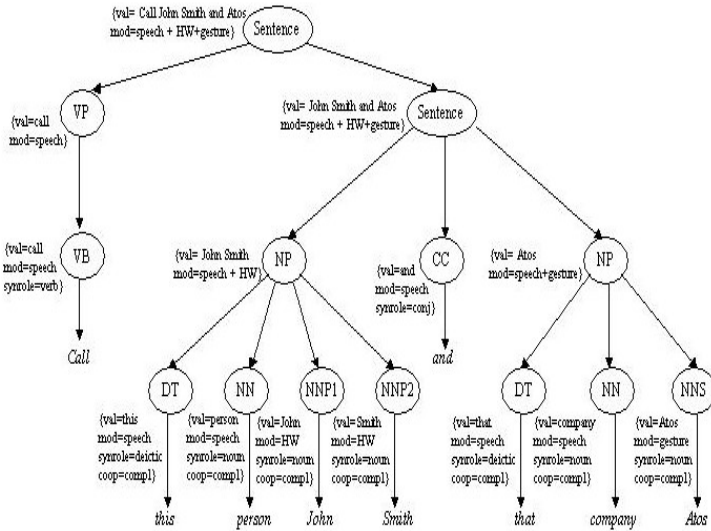 {val= Call John Smith and Atos
mod=speech + HW+gesture}
Sentence
{val=call
mod=speech}
VP
{val= John Smith and Atos
mod=speech + HW+gesture}
Sentence
{val=call
mod=speech
synrole=verb}
VB
{val= John Smith
mod=speech + HW}
NP
{val=and
mod=speech
synrole=conj}
CC
{val= Atos
mod=speech+gesture}
NP
Call
and
DT
NN
NNP1
NNP2
DT
NN
NNS
{val=this
mod=speech
synrole=deictic
coop=compl}
{val=person
mod=speech
synrole=noun
coop=compl}
{val=John
mod=HW
synrole=noun
coop=compl}
{val=Smith
mod=HW
synrole=noun
coop=compl}
{val=that
mod=speech
synrole=deictic
coop=compl}
{val=company
mod=speech
synrole=noun
coop=compl}
{val=Atos
mod=gesture
synrole=noun
coop=compl}
this
person
John
Smith
that
company
Atos